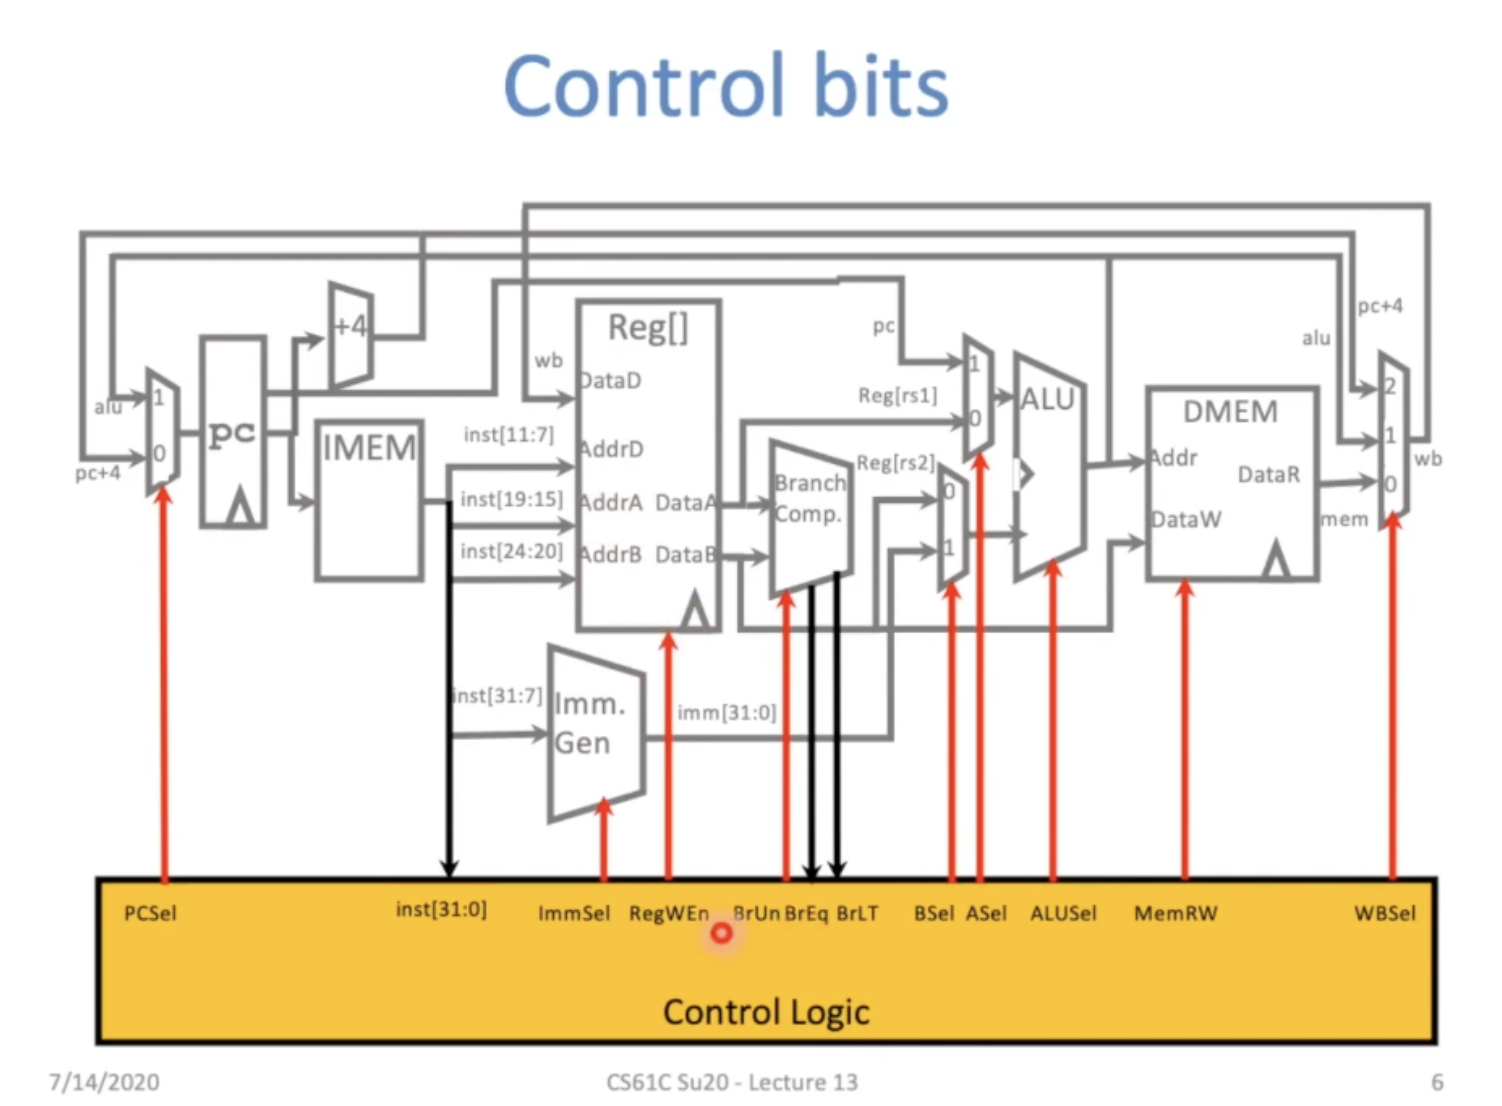 Control bits
pc+4
alu
+4
Reg[]
pc
wb
DataD
alu
1
0
pc
pc+4
IMEM
inst[11:7]
AddrD
inst[19:15]
AddrA
DataA
inst[24:20]
AddrB
DataB
Reg[rs1]
1
0
ALU
Branch
Comp.
Reg[rs2]
0
1
DMEM
Addr
DataR
DataW
mem
2
1
0
wb
inst[31:7]
Imm.
Gen
imm[31:0]
PCSel
inst[31:0]
ImmSel
RegWEn
BrUn
BrEq
BrLT
BSel
ASel
ALUSel
MemRW
WBSel
Control Logic
7/14/2020
CS61C Su20 - Lecture 13
6